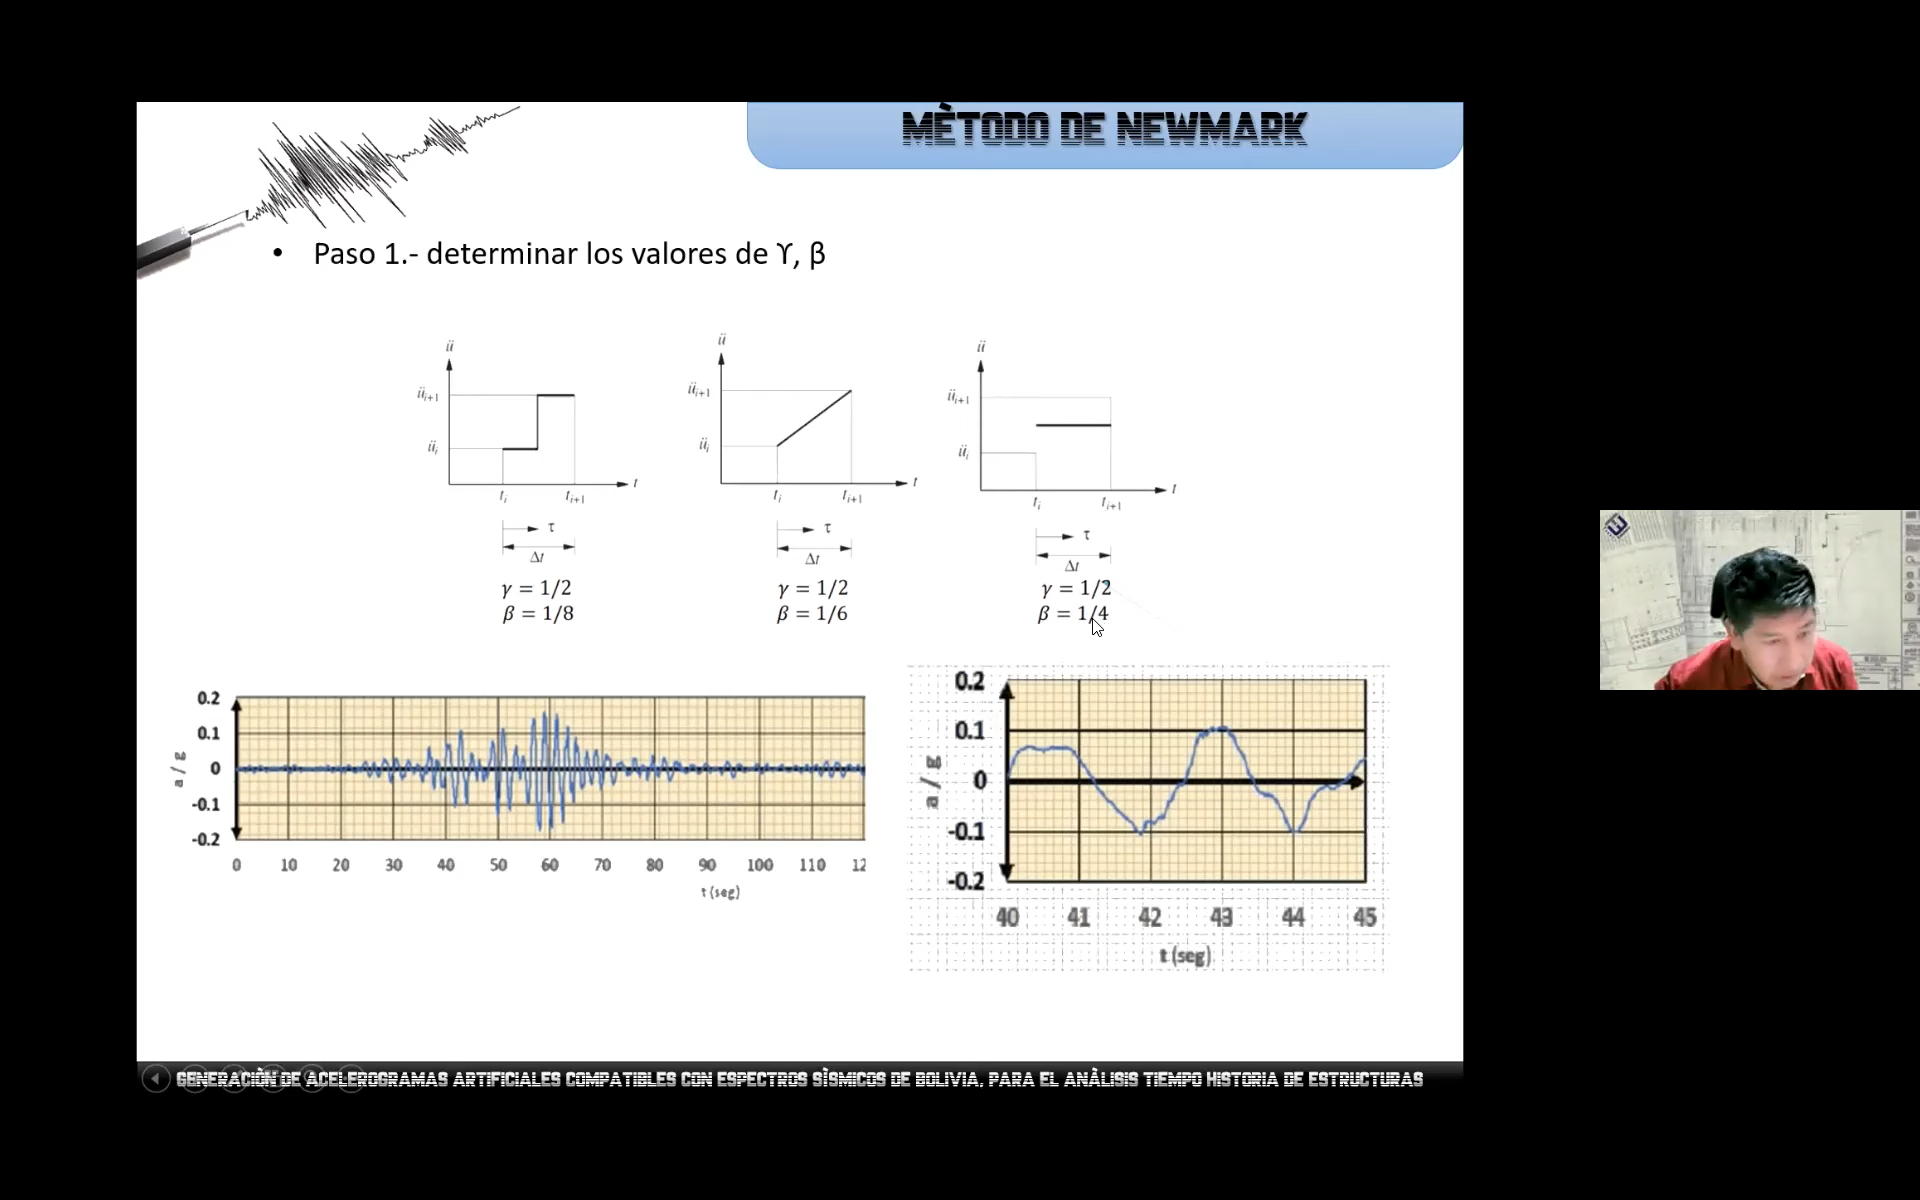 MÈTODO DE NEWMARK
• Paso 1.- determinar los valores de ϒ, β
ü
üᵢ₊₁
üᵢ
tᵢ tᵢ₊₁ t
τ
Δt
γ = 1/2
β = 1/8
ü
üᵢ₊₁
üᵢ
tᵢ tᵢ₊₁ t
τ
Δt
γ = 1/2
β = 1/6
ü
üᵢ₊₁
üᵢ
tᵢ tᵢ₊₁ t
τ
Δt
γ = 1/2
β = 1/4
a / g
0.2
0.1
0
-0.1
-0.2
0 10 20 30 40 50 60 70 80 90 100 110 12
t (seg)
a / g
0.2
0.1
0
-0.1
-0.2
40 41 42 43 44 45
t (seg)
GENERACIÒN DE ACELEROGRAMAS ARTIFICIALES COMPATIBLES CON ESPECTROS SÌSMICOS DE BOLIVIA, PARA EL ANÀLISIS TIEMPO HISTORIA DE ESTRUCTURAS